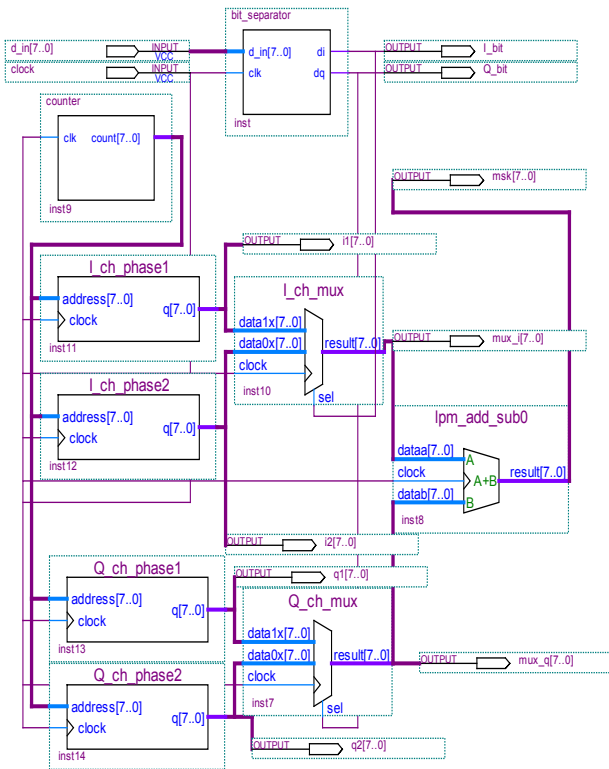 bit_separator
d_in[7..0] INPUT VCC d_in[7..0] di OUTPUT I_bit
clock INPUT VCC clk dq OUTPUT Q_bit
inst
counter
clk count[7..0]
inst9
OUTPUT msk[7..0]
OUTPUT i1[7..0]
I_ch_phase1
address[7..0] q[7..0]
clock
inst11
I_ch_mux
data1x[7..0]
data0x[7..0] result[7..0]
clock
inst10 sel
OUTPUT mux_i[7..0]
I_ch_phase2
address[7..0] q[7..0]
clock
inst12
lpm_add_sub0
dataa[7..0] A
clock A+B result[7..0]
datab[7..0] B
inst8
OUTPUT i2[7..0]
OUTPUT q1[7..0]
Q_ch_phase1
address[7..0] q[7..0]
clock
inst13
Q_ch_mux
data1x[7..0]
data0x[7..0] result[7..0]
clock
inst7 sel
OUTPUT mux_q[7..0]
Q_ch_phase2
address[7..0] q[7..0]
clock
inst14
OUTPUT q2[7..0]